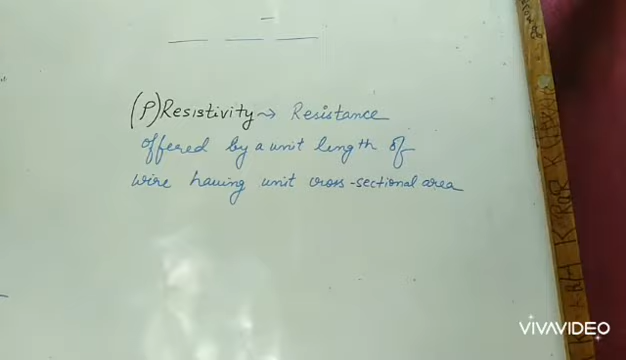 (ρ) Resistivity → Resistance
offered by a unit length of
wire having unit cross-sectional area
VIVAVIDEO